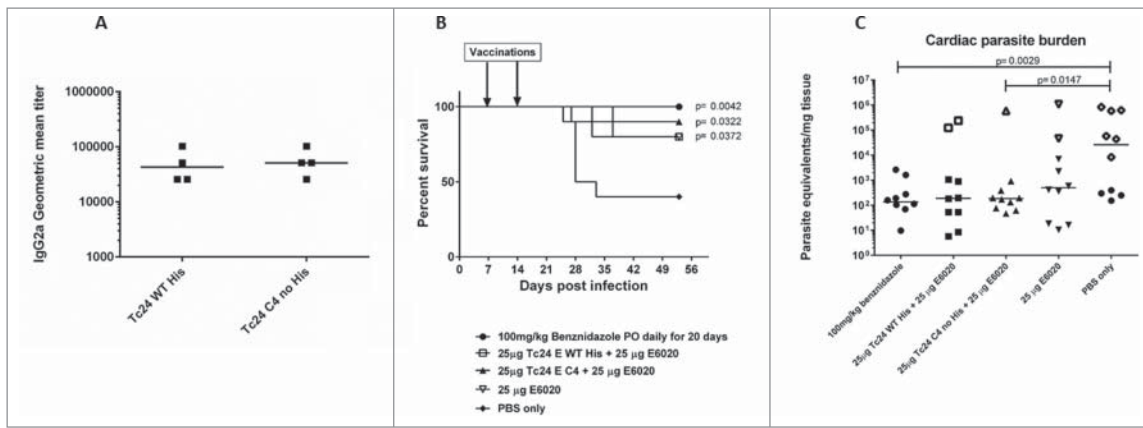 A
IgG2a Geometric mean titer
1000000
100000
10000
1000
Tc24 WT His
Tc24 C4 no His
B
Vaccinations
Percent survival
100
50
0
p= 0.0042
p= 0.0322
p= 0.0372
0 7 14 21 28 35 42 49 56
Days post infection
100mg/kg Benznidazole PO daily for 20 days
25µg Tc24 E WT His + 25 µg E6020
25µg Tc24 E C4 + 25 µg E6020
25 µg E6020
PBS only
C
Cardiac parasite burden
p= 0.0029
p= 0.0147
Parasite equivalents/mg tissue
10⁷
10⁶
10⁵
10⁴
10³
10²
10¹
10⁰
100mg/kg benznidazole
25µg Tc24 WT His + 25 µg E6020
25µg Tc24 C4 no His + 25 µg E6020
25 µg E6020
PBS only